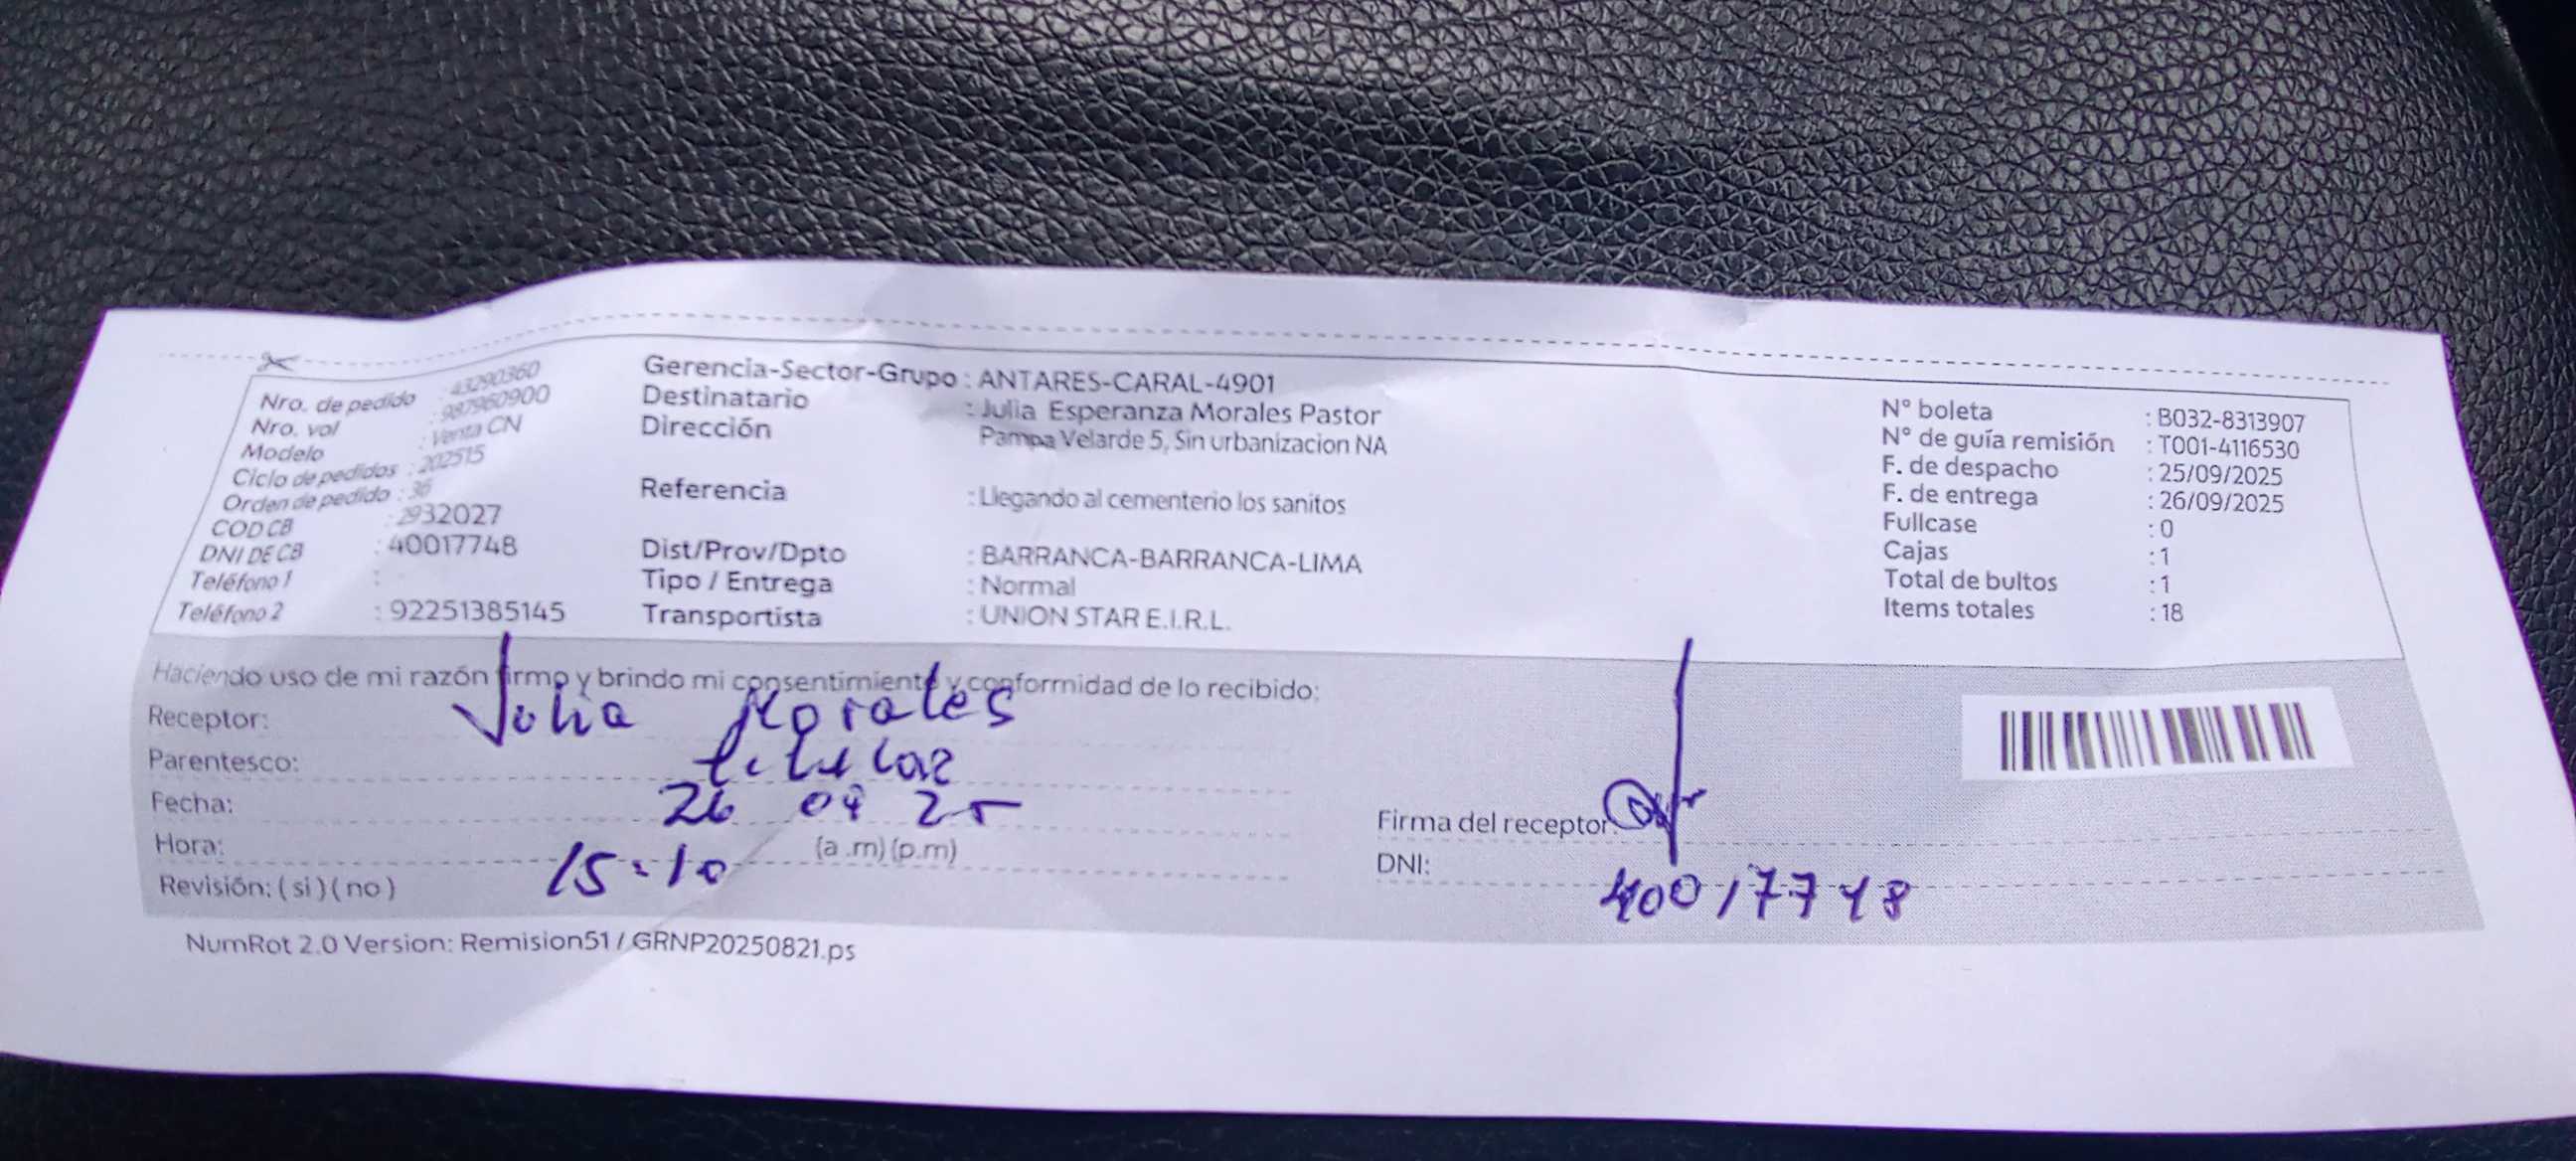 Nro. de pedido : 43290360
Nro. vol : 987960900
Modelo : Venta CN
Ciclo de pedidos : 202515
Orden de pedido : 36
COD CB : 2932027
DNI DE CB : 40017748
Teléfono 1 :
Teléfono 2 : 92251385145
Gerencia-Sector-Grupo : ANTARES-CARAL-4901
Destinatario : Julia Esperanza Morales Pastor
Dirección Pampa Velarde 5, Sin urbanizacion NA
Referencia : Llegando al cementerio los sanitos
Dist/Prov/Dpto : BARRANCA-BARRANCA-LIMA
Tipo / Entrega : Normal
Transportista : UNION STAR E.I.R.L.
N° boleta : B032-8313907
N° de guía remisión : T001-4116530
F. de despacho : 25/09/2025
F. de entrega : 26/09/2025
Fullcase : 0
Cajas : 1
Total de bultos : 1
Items totales : 18
Haciendo uso de mi razón firmo y brindo mi consentimiento y conformidad de lo recibido:
Receptor: Julia Morales
Parentesco: titular
Fecha: 26 09 25
Hora: 15:10 (a .m) (p.m)
Revisión: ( si ) ( no )
Firma del receptor:
DNI: 40017748
NumRot 2.0 Version: Remision51 / GRNP20250821.ps